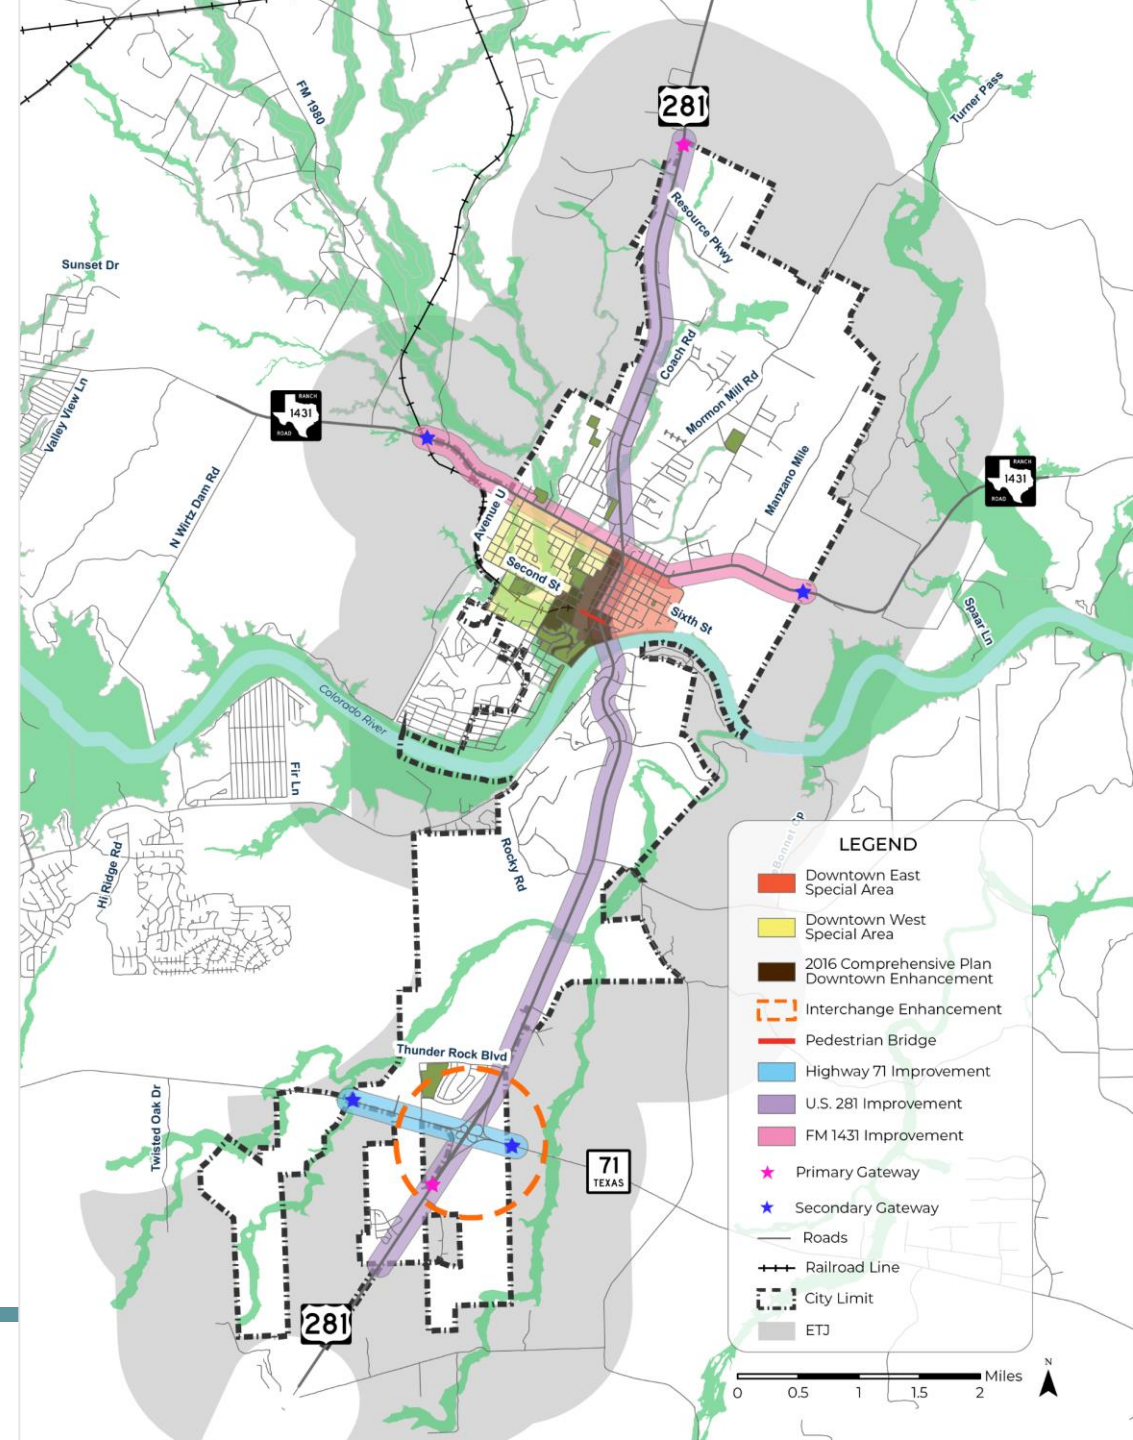 281
Turner Pass
FM 1980
Resource Pkwy
Sunset Dr
Coach Rd
Mormon Mill Rd
Valley View Ln
RANCH
1431
ROAD
N Wirtz Dam Rd
Avenue U
Manzano Mile
RANCH
1431
ROAD
Second St
Sixth St
Spaar Ln
Colorado River
Fir Ln
Hi Ridge Rd
Rocky Rd
Thunder Rock Blvd
Twisted Oak Dr
71
TEXAS
281
LEGEND
Downtown East
Special Area
Downtown West
Special Area
2016 Comprehensive Plan
Downtown Enhancement
Interchange Enhancement
Pedestrian Bridge
Highway 71 Improvement
U.S. 281 Improvement
FM 1431 Improvement
Primary Gateway
Secondary Gateway
Roads
Railroad Line
City Limit
ETJ
Miles
0 0.5 1 1.5 2
N